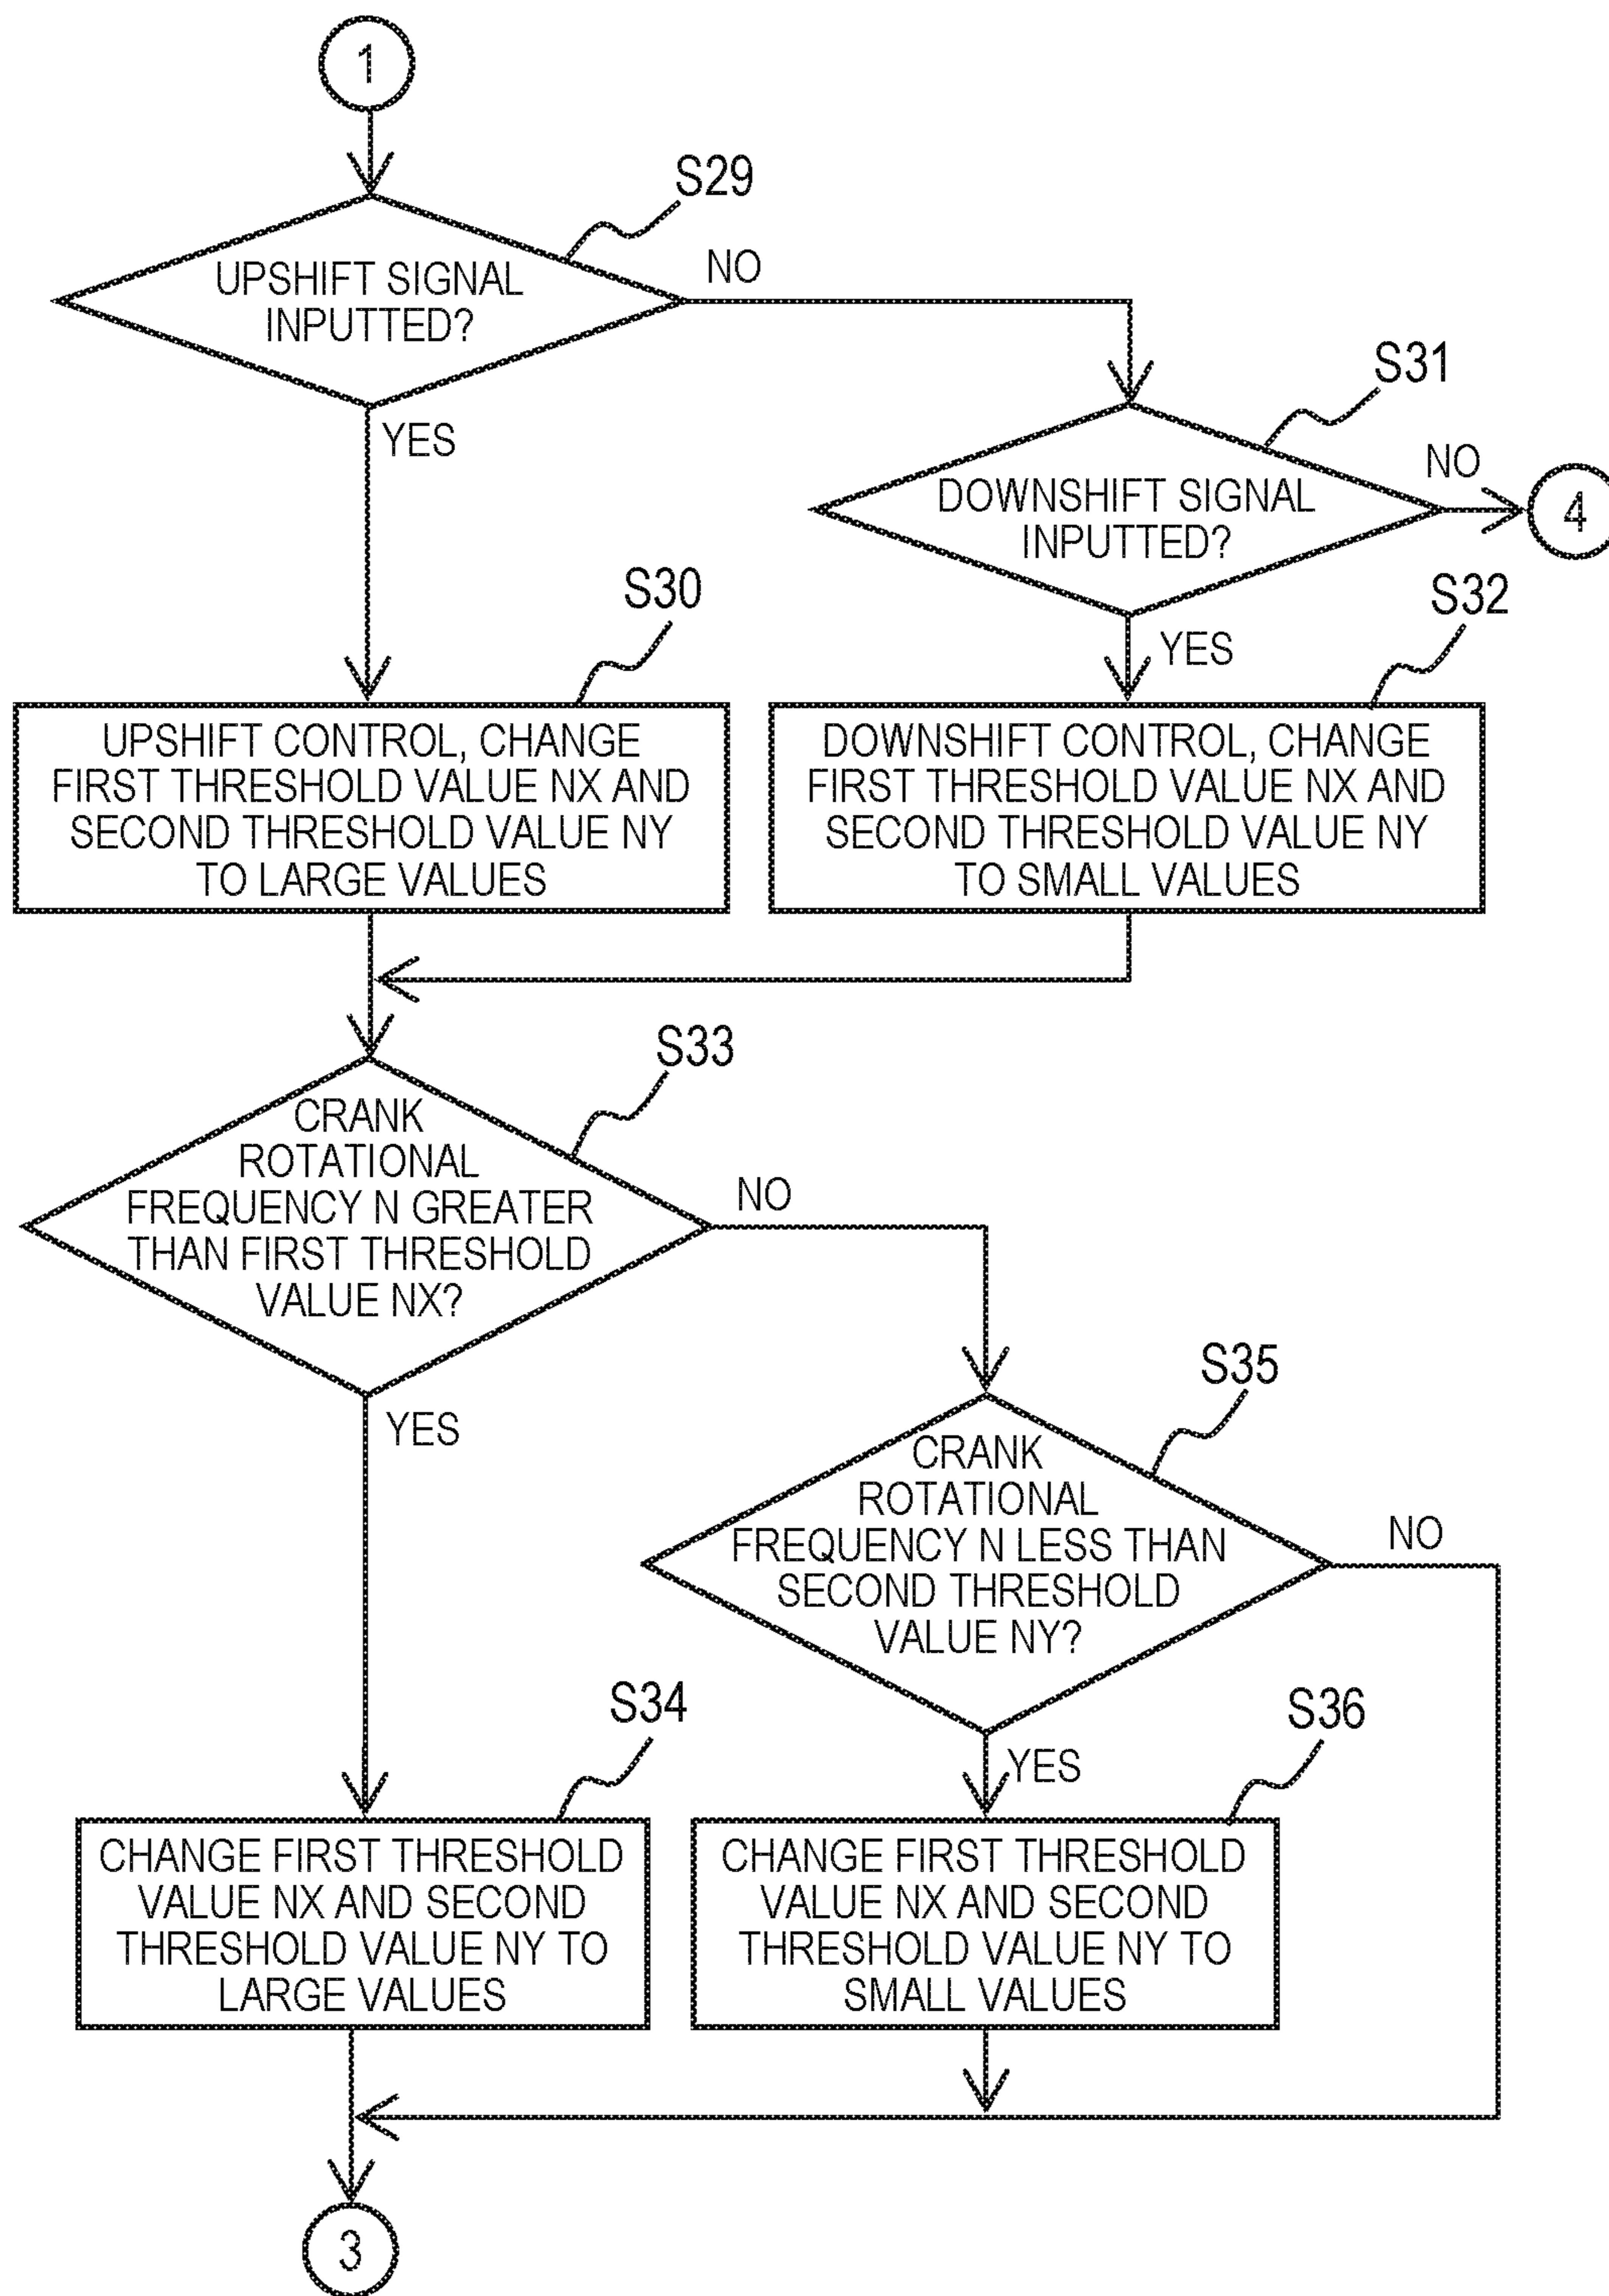 1
S29
UPSHIFT SIGNAL
INPUTTED?
NO
YES
S31
DOWNSHIFT SIGNAL
INPUTTED?
NO
4
YES
S30
UPSHIFT CONTROL, CHANGE
FIRST THRESHOLD VALUE NX AND
SECOND THRESHOLD VALUE NY
TO LARGE VALUES
S32
DOWNSHIFT CONTROL, CHANGE
FIRST THRESHOLD VALUE NX AND
SECOND THRESHOLD VALUE NY
TO SMALL VALUES
S33
CRANK
ROTATIONAL
FREQUENCY N GREATER
THAN FIRST THRESHOLD
VALUE NX?
NO
YES
S35
CRANK
ROTATIONAL
FREQUENCY N LESS THAN
SECOND THRESHOLD
VALUE NY?
NO
YES
S34
CHANGE FIRST THRESHOLD
VALUE NX AND SECOND
THRESHOLD VALUE NY TO
LARGE VALUES
S36
CHANGE FIRST THRESHOLD
VALUE NX AND SECOND
THRESHOLD VALUE NY TO
SMALL VALUES
3